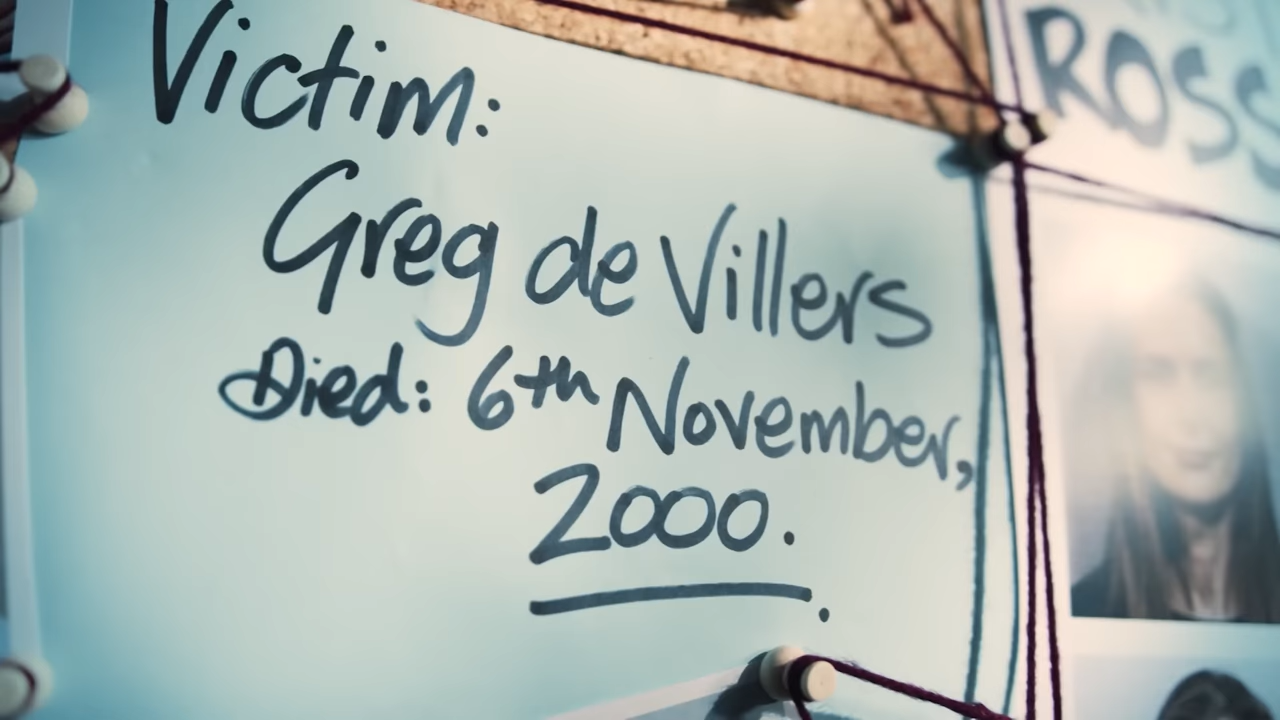 Victim:
Greg de Villers
Died: 6th November,
2000.
ROSS